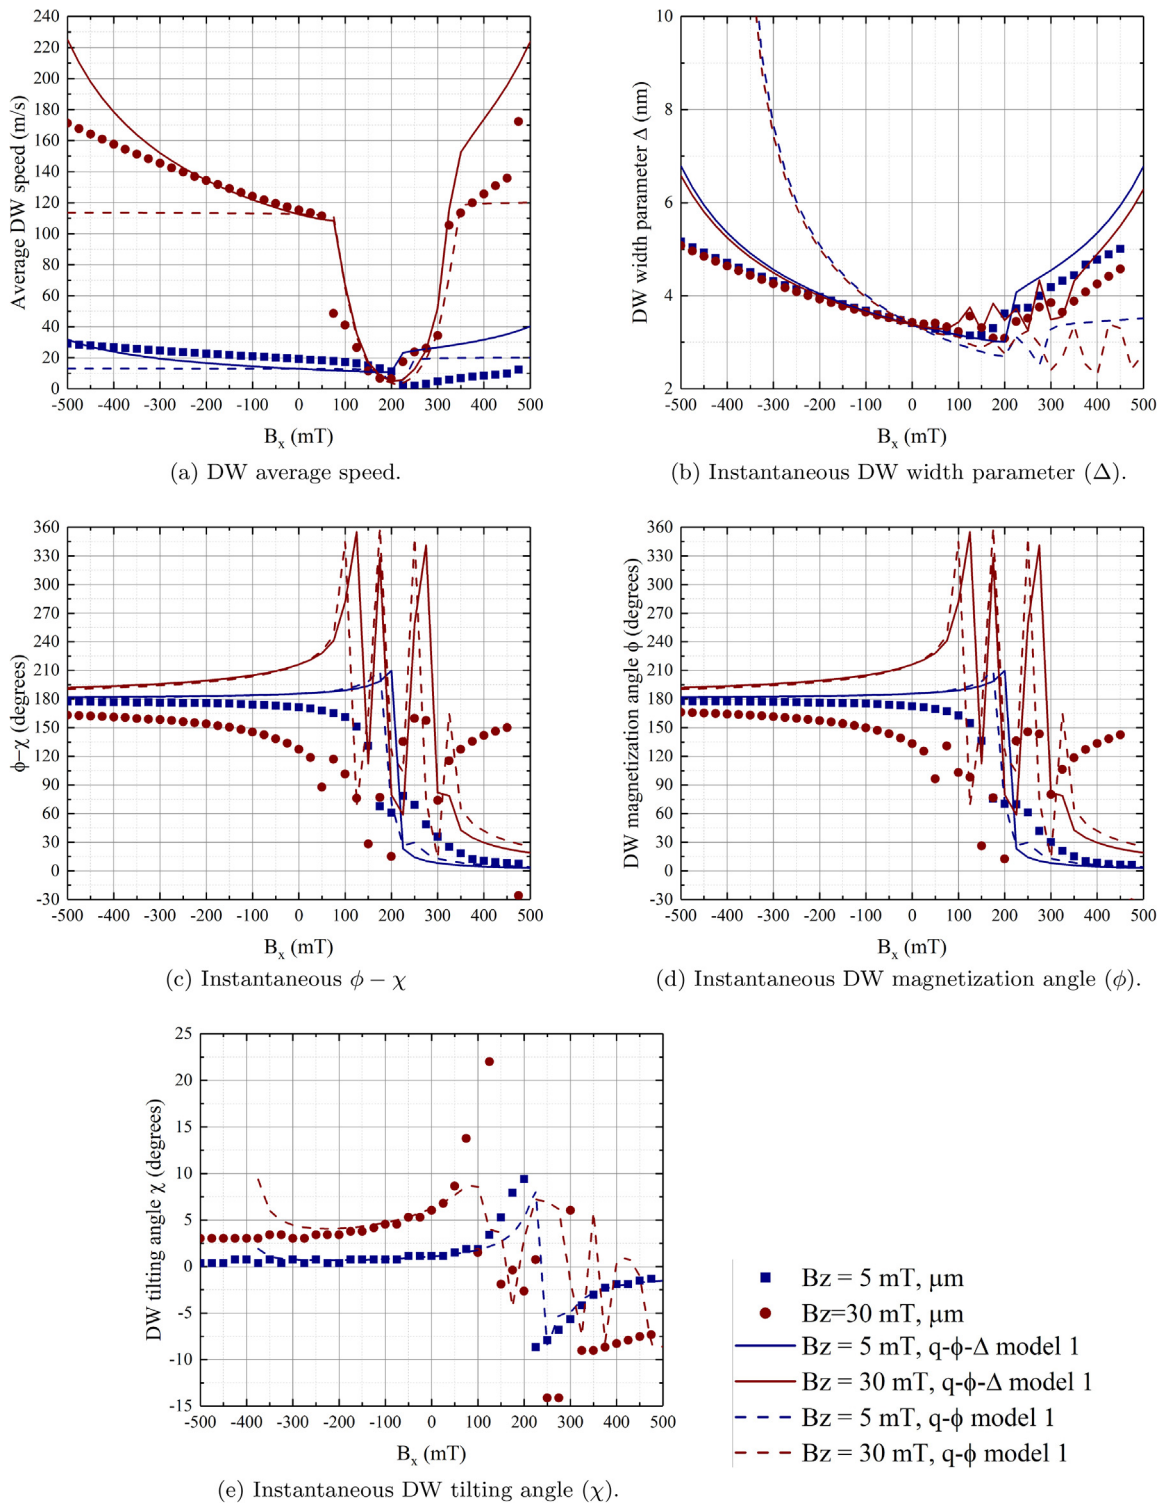 240
220
200
180
160
140
120
100
80
60
40
20
0
Average DW speed (m/s)
-500 -400 -300 -200 -100 0 100 200 300 400 500
Bx (mT)
(a) DW average speed.
10
8
6
4
2
DW width parameter Δ (nm)
-500 -400 -300 -200 -100 0 100 200 300 400 500
Bx (mT)
(b) Instantaneous DW width parameter (Δ).
360
330
300
270
240
210
180
150
120
90
60
30
0
-30
ϕ−χ (degrees)
-500 -400 -300 -200 -100 0 100 200 300 400 500
Bx (mT)
(c) Instantaneous ϕ − χ
360
330
300
270
240
210
180
150
120
90
60
30
0
-30
DW magnetization angle ϕ (degrees)
-500 -400 -300 -200 -100 0 100 200 300 400 500
Bx (mT)
(d) Instantaneous DW magnetization angle (ϕ).
25
20
15
10
5
0
-5
-10
-15
DW tilting angle χ (degrees)
-500 -400 -300 -200 -100 0 100 200 300 400 500
Bx (mT)
(e) Instantaneous DW tilting angle (χ).
Bz = 5 mT, μm
Bz=30 mT, μm
Bz = 5 mT, q-ϕ-Δ model 1
Bz = 30 mT, q-ϕ-Δ model 1
Bz = 5 mT, q-ϕ model 1
Bz = 30 mT, q-ϕ model 1